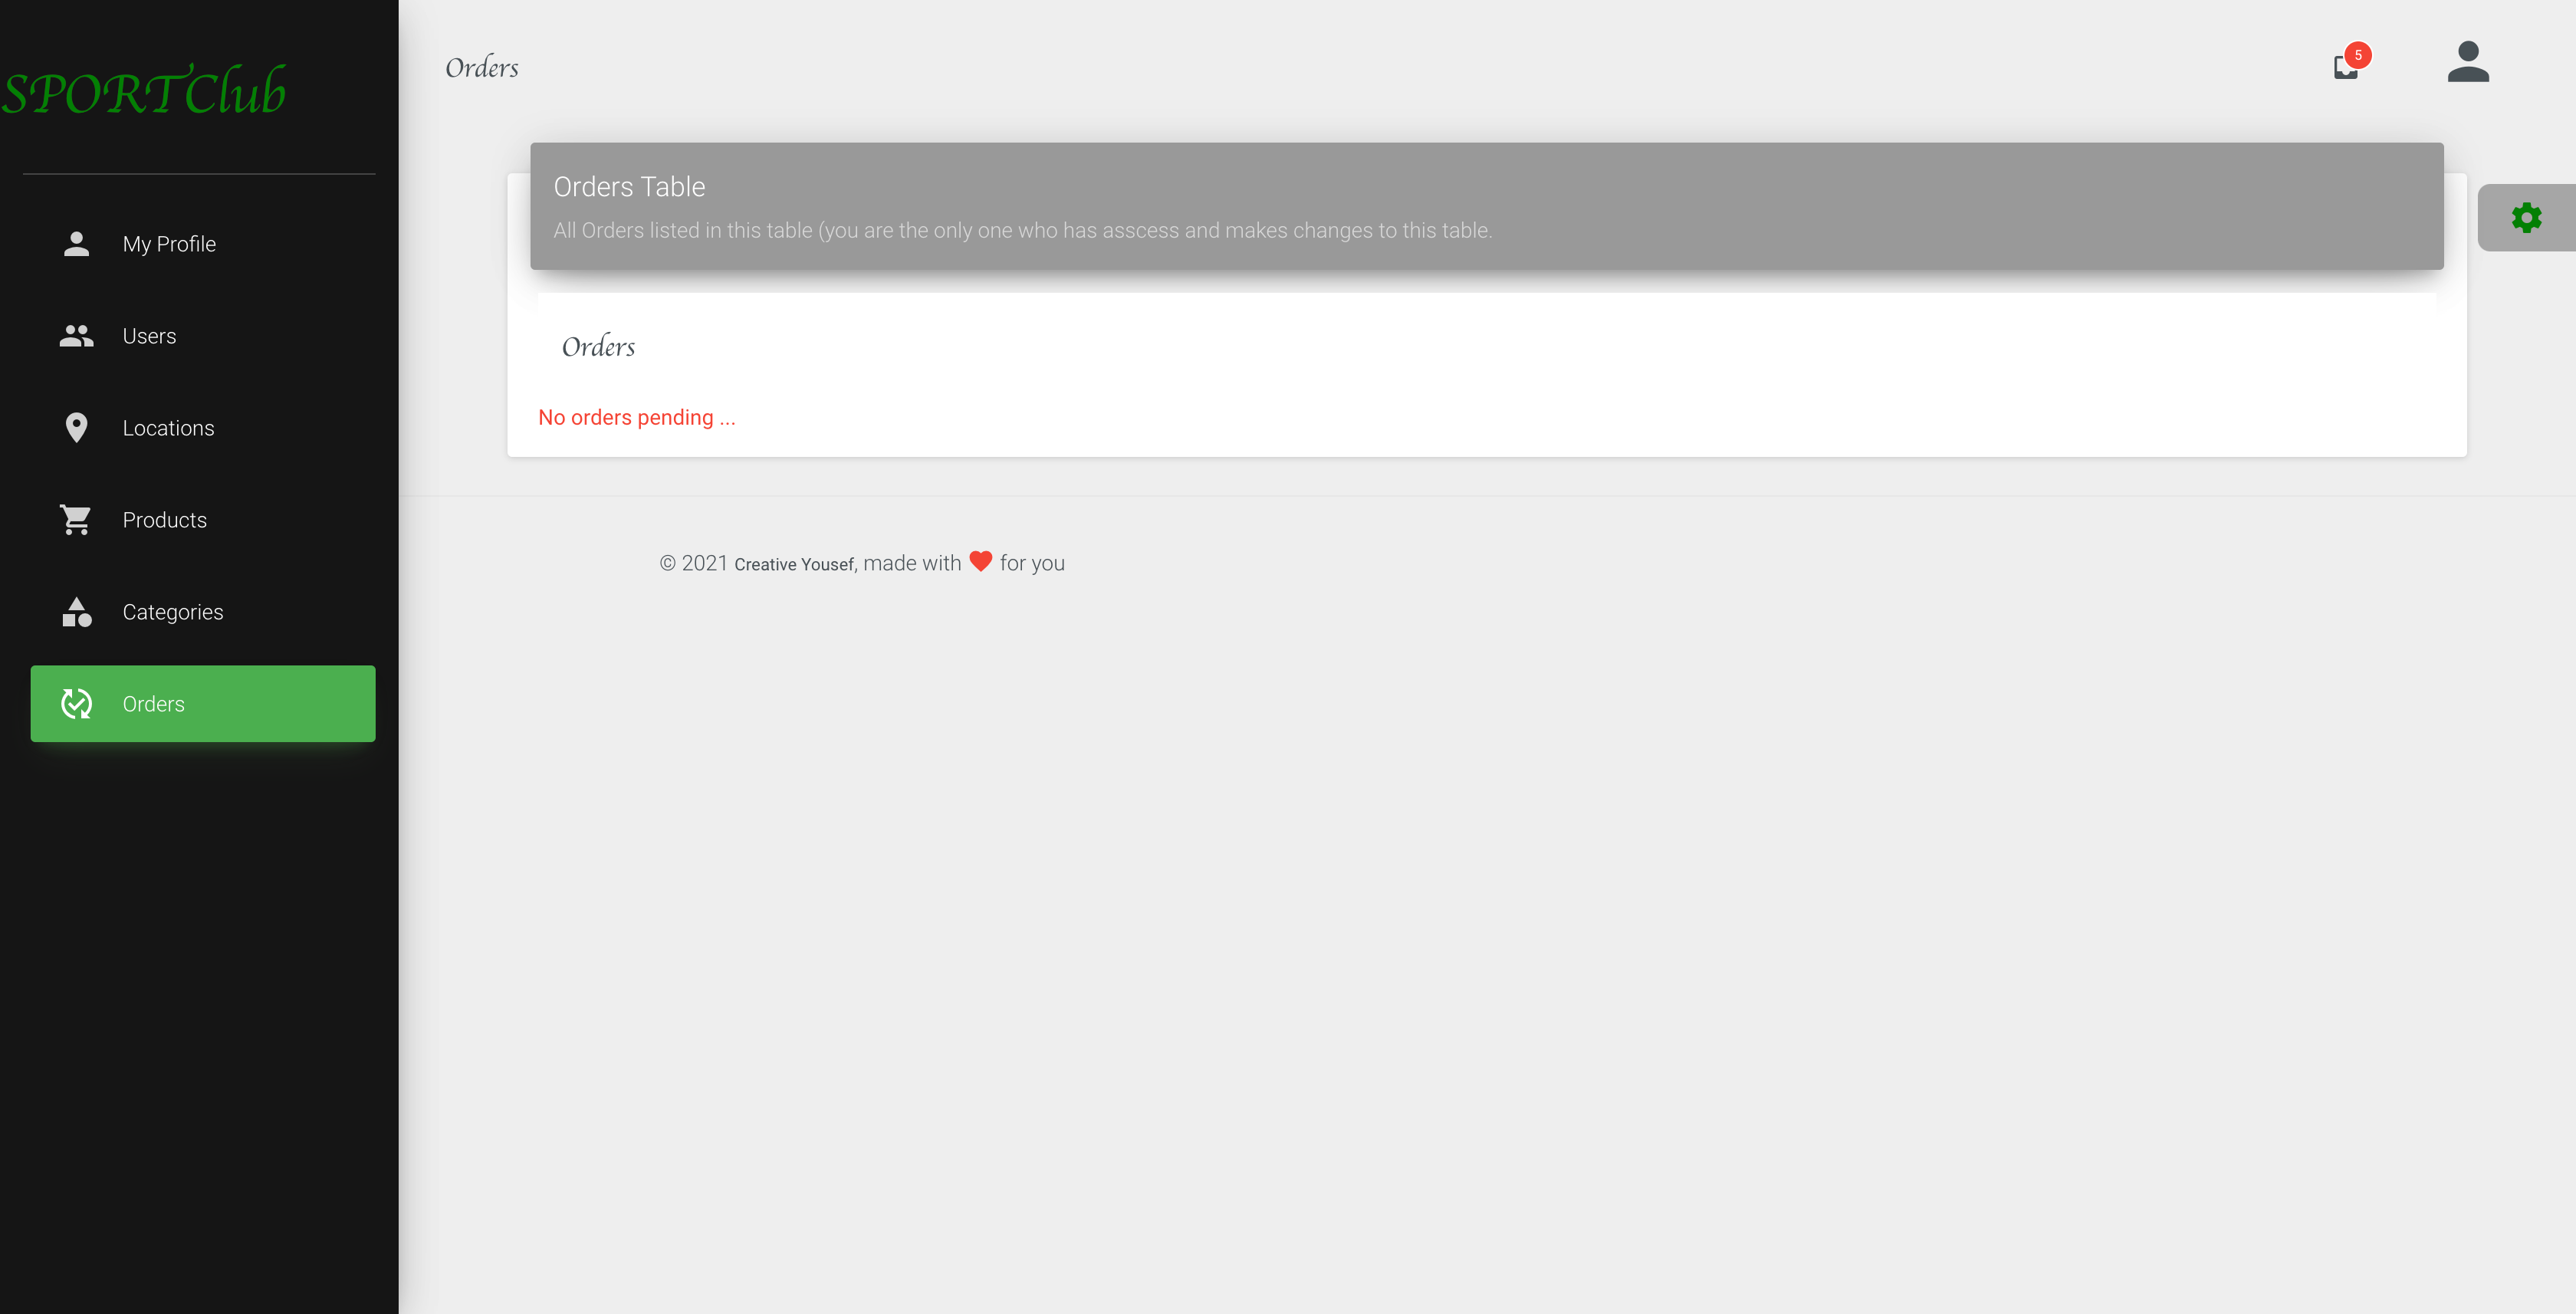 SPORTClub
My Profile
Users
Locations
Products
Categories
Orders
Orders
5
Orders Table
All Orders listed in this table (you are the only one who has asscess and makes changes to this table.
Orders
No orders pending ...
© 2021 Creative Yousef, made with ❤ for you